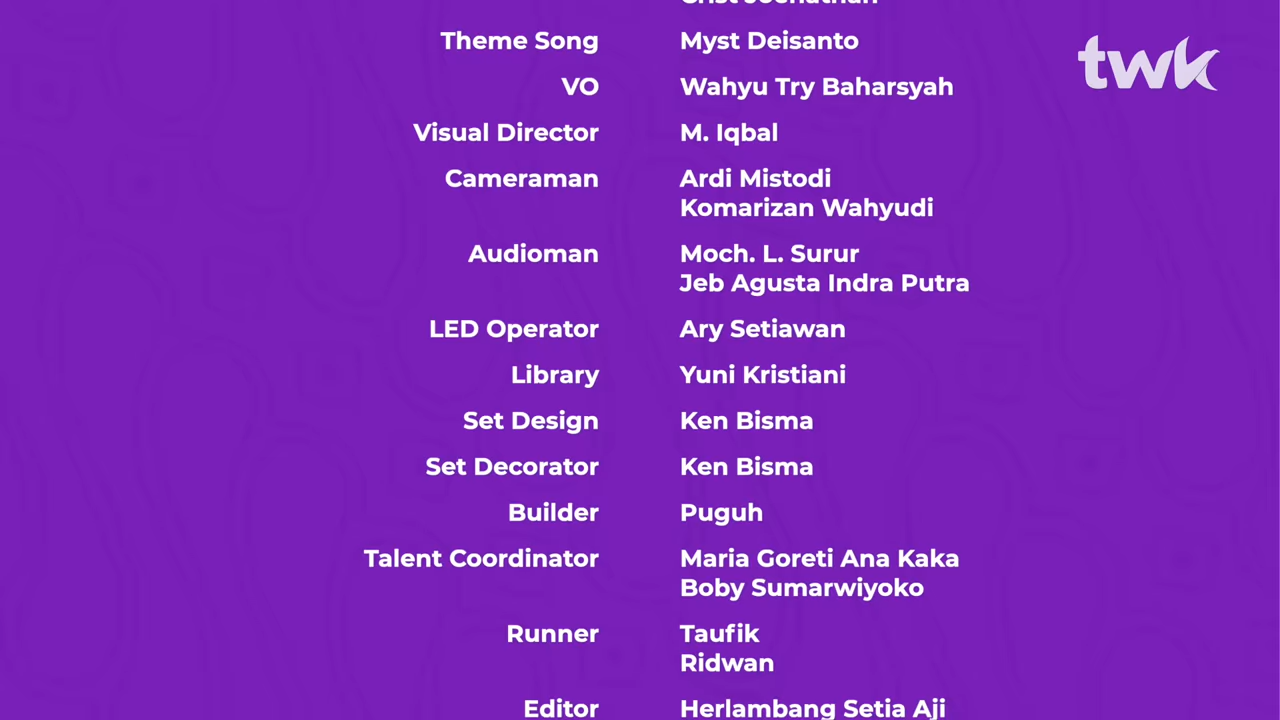 Theme Song Myst Deisanto
twk
VO Wahyu Try Baharsyah
Visual Director M. Iqbal
Cameraman Ardi Mistodi
Komarizan Wahyudi
Audioman Moch. L. Surur
Jeb Agusta Indra Putra
LED Operator Ary Setiawan
Library Yuni Kristiani
Set Design Ken Bisma
Set Decorator Ken Bisma
Builder Puguh
Talent Coordinator Maria Goreti Ana Kaka
Boby Sumarwiyoko
Runner Taufik
Ridwan
Editor Herlambang Setia Aji